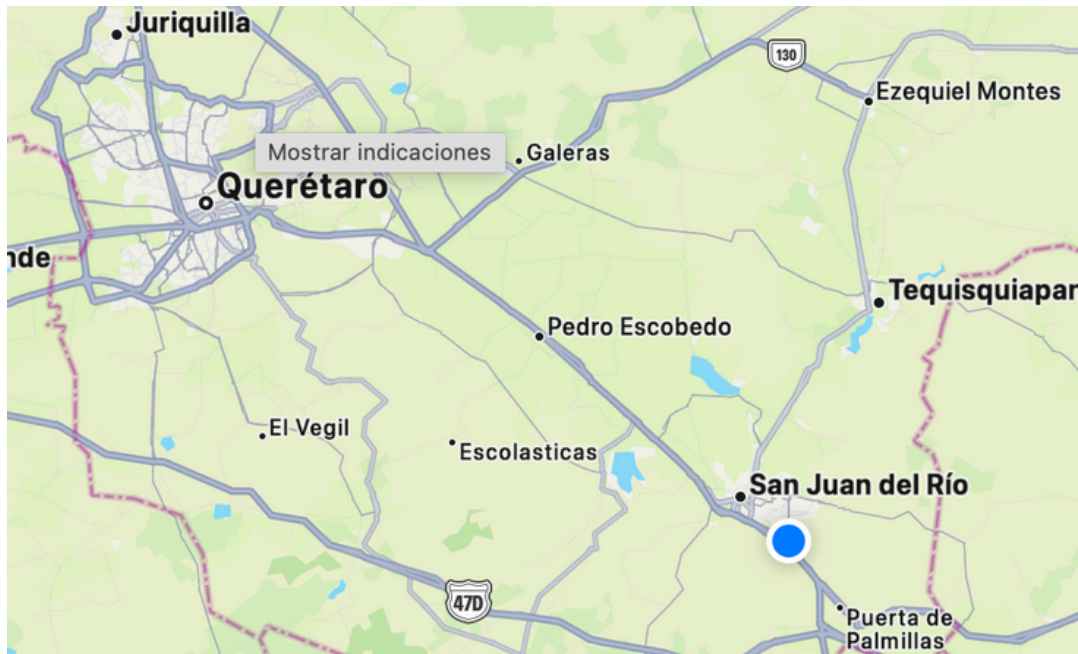 Juriquilla
130
Ezequiel Montes
Mostrar indicaciones
Galeras
Querétaro
nde
Tequisquiapan
Pedro Escobedo
El Vegil
Escolasticas
San Juan del Río
47D
Puerta de
Palmillas